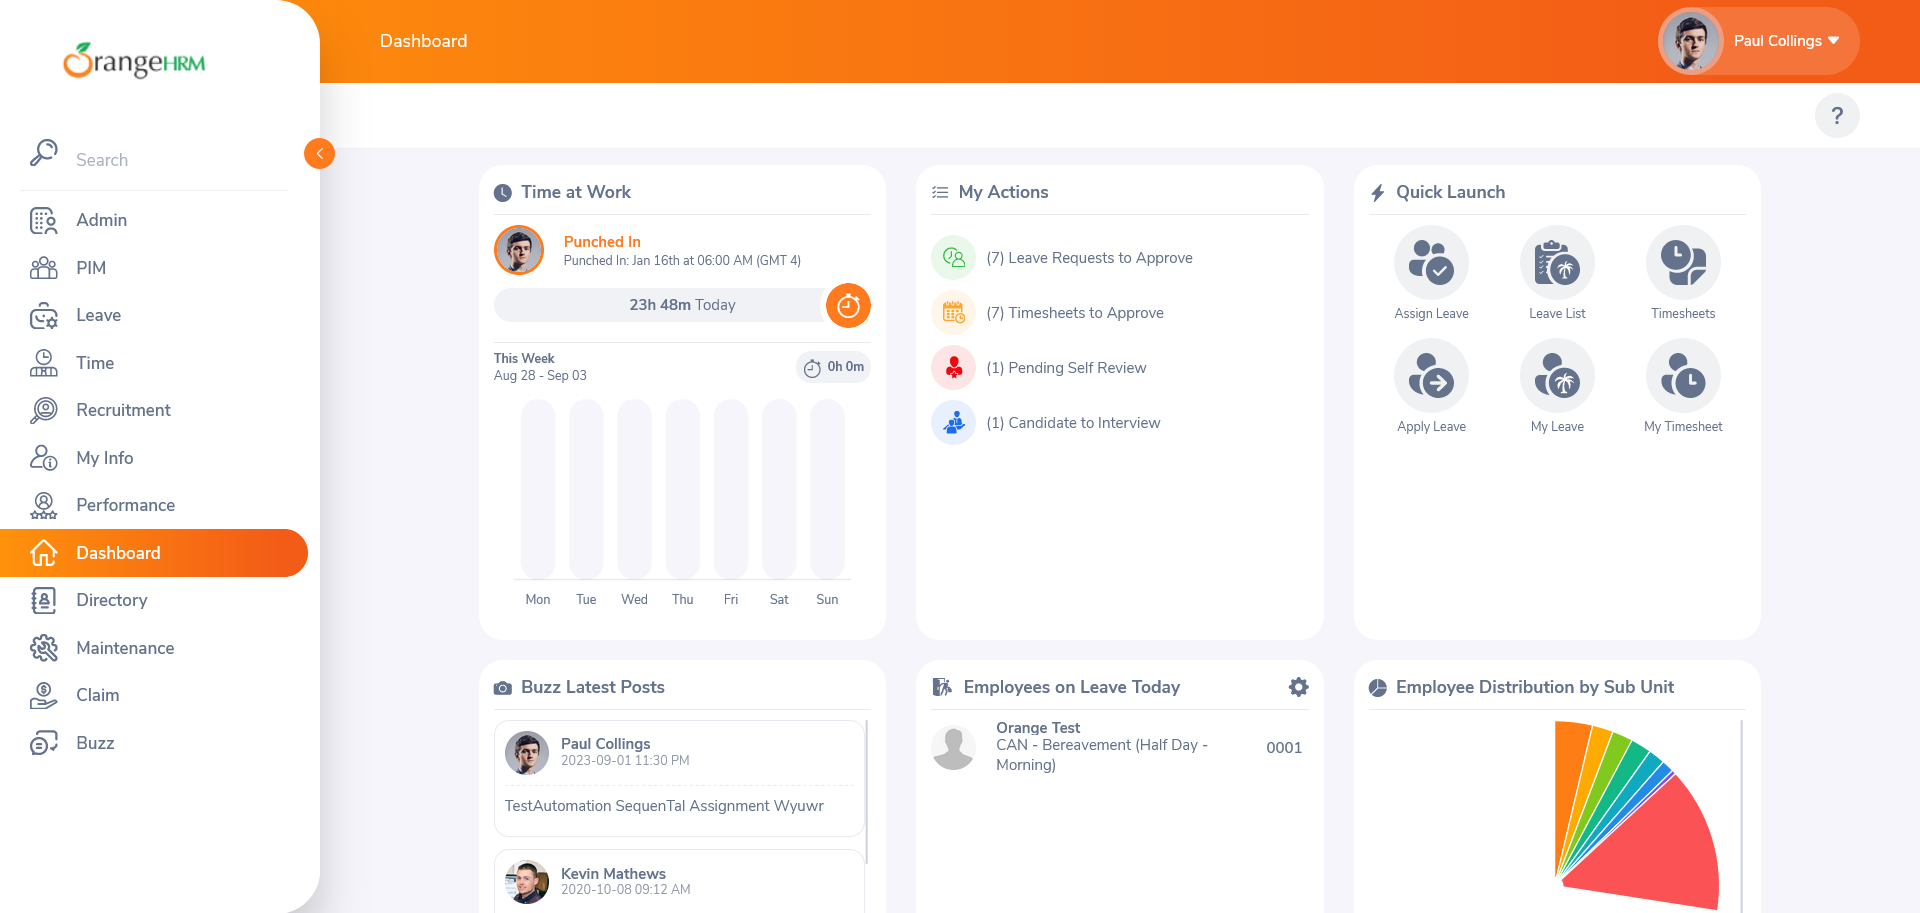 OrangeHRM
Search
Admin
PIM
Leave
Time
Recruitment
My Info
Performance
Dashboard
Directory
Maintenance
Claim
Buzz
Dashboard
Paul Collings
?
Time at Work
Punched In
Punched In: Jan 16th at 06:00 AM (GMT 4)
23h 48m Today
This Week
Aug 28 - Sep 03
0h 0m
Mon Tue Wed Thu Fri Sat Sun
My Actions
(7) Leave Requests to Approve
(7) Timesheets to Approve
(1) Pending Self Review
(1) Candidate to Interview
Quick Launch
Assign Leave Leave List Timesheets
Apply Leave My Leave My Timesheet
Buzz Latest Posts
Paul Collings
2023-09-01 11:30 PM
TestAutomation SequenTal Assignment Wyuwr
Kevin Mathews
2020-10-08 09:12 AM
Employees on Leave Today
Orange Test
CAN - Bereavement (Half Day -
Morning)
0001
Employee Distribution by Sub Unit